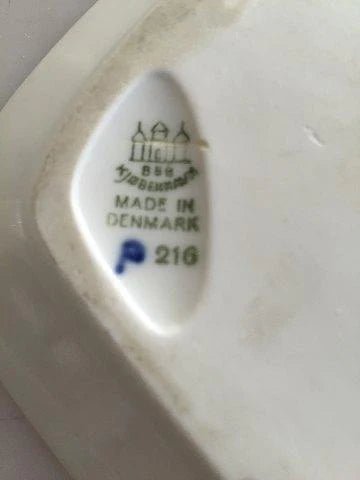 B&G
KJØBENHAVN
MADE IN
DENMARK
P 216